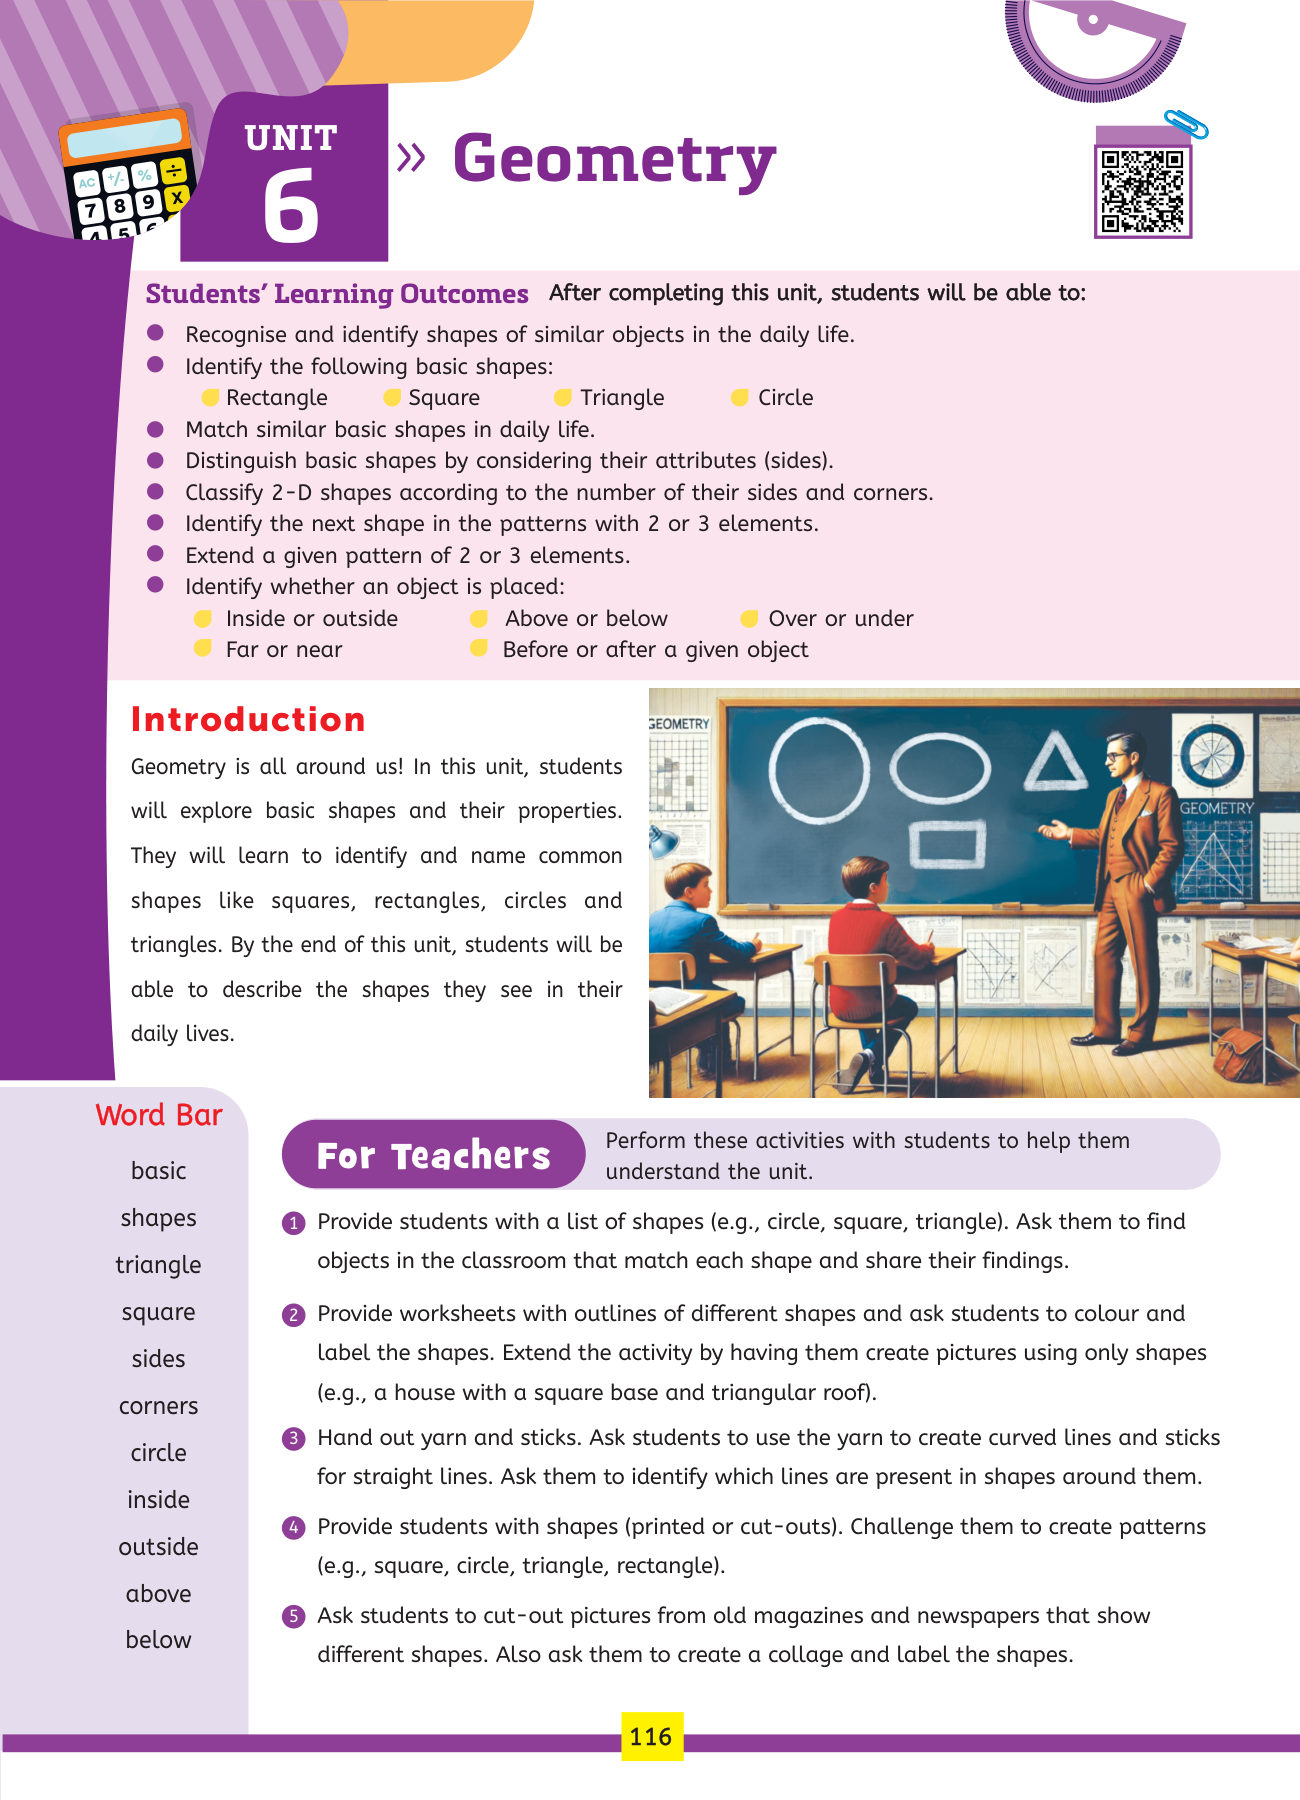 UNIT
6
» Geometry
AC +/- % ÷
7 8 9 X
4 5 6
Students' Learning Outcomes After completing this unit, students will be able to:
Recognise and identify shapes of similar objects in the daily life.
Identify the following basic shapes:
Rectangle Square Triangle Circle
Match similar basic shapes in daily life.
Distinguish basic shapes by considering their attributes (sides).
Classify 2-D shapes according to the number of their sides and corners.
Identify the next shape in the patterns with 2 or 3 elements.
Extend a given pattern of 2 or 3 elements.
Identify whether an object is placed:
Inside or outside Above or below Over or under
Far or near Before or after a given object
Introduction
Geometry is all around us! In this unit, students
will explore basic shapes and their properties.
They will learn to identify and name common
shapes like squares, rectangles, circles and
triangles. By the end of this unit, students will be
able to describe the shapes they see in their
daily lives.
GEOMETRY
GEOMETRY
Word Bar
basic
shapes
triangle
square
sides
corners
circle
inside
outside
above
below
For Teachers
Perform these activities with students to help them
understand the unit.
1 Provide students with a list of shapes (e.g., circle, square, triangle). Ask them to find
objects in the classroom that match each shape and share their findings.
2 Provide worksheets with outlines of different shapes and ask students to colour and
label the shapes. Extend the activity by having them create pictures using only shapes
(e.g., a house with a square base and triangular roof).
3 Hand out yarn and sticks. Ask students to use the yarn to create curved lines and sticks
for straight lines. Ask them to identify which lines are present in shapes around them.
4 Provide students with shapes (printed or cut-outs). Challenge them to create patterns
(e.g., square, circle, triangle, rectangle).
5 Ask students to cut-out pictures from old magazines and newspapers that show
different shapes. Also ask them to create a collage and label the shapes.
116